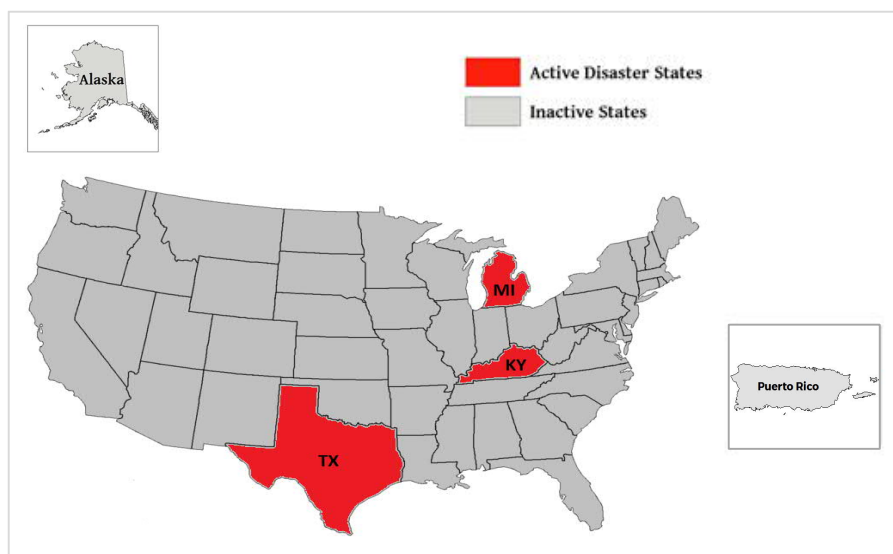 Alaska
Active Disaster States
Inactive States
MI
KY
Puerto Rico
TX